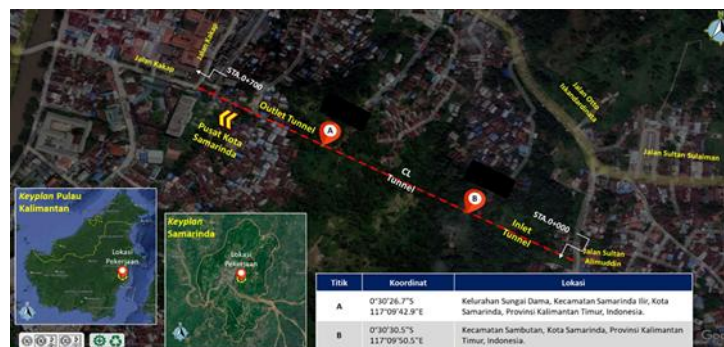 Jalan Kakap
Jalan Kakap
STA.0+700
Outlet Tunnel
A
Pusat Kota
Samarinda
CL
Tunnel
B
Inlet
Tunnel
STA.0+000
Jalan Sultan
Alimuddin
Jalan Otto
Iskandardinata
Jalan Sultan Sulaiman
Keyplan Pulau
Kalimantan
Lokasi
Pekerjaan
Keyplan
Samarinda
Lokasi
Pekerjaan
Titik Koordinat Lokasi
A
0°30'26.7"S
117°09'42.9"E
Kelurahan Sungai Dama, Kecamatan Samarinda Ilir, Kota
Samarinda, Provinsi Kalimantan Timur, Indonesia.
B
0°30'30.5"S
117°09'50.5"E
Kecamatan Sambutan, Kota Samarinda, Provinsi Kalimantan
Timur, Indonesia.